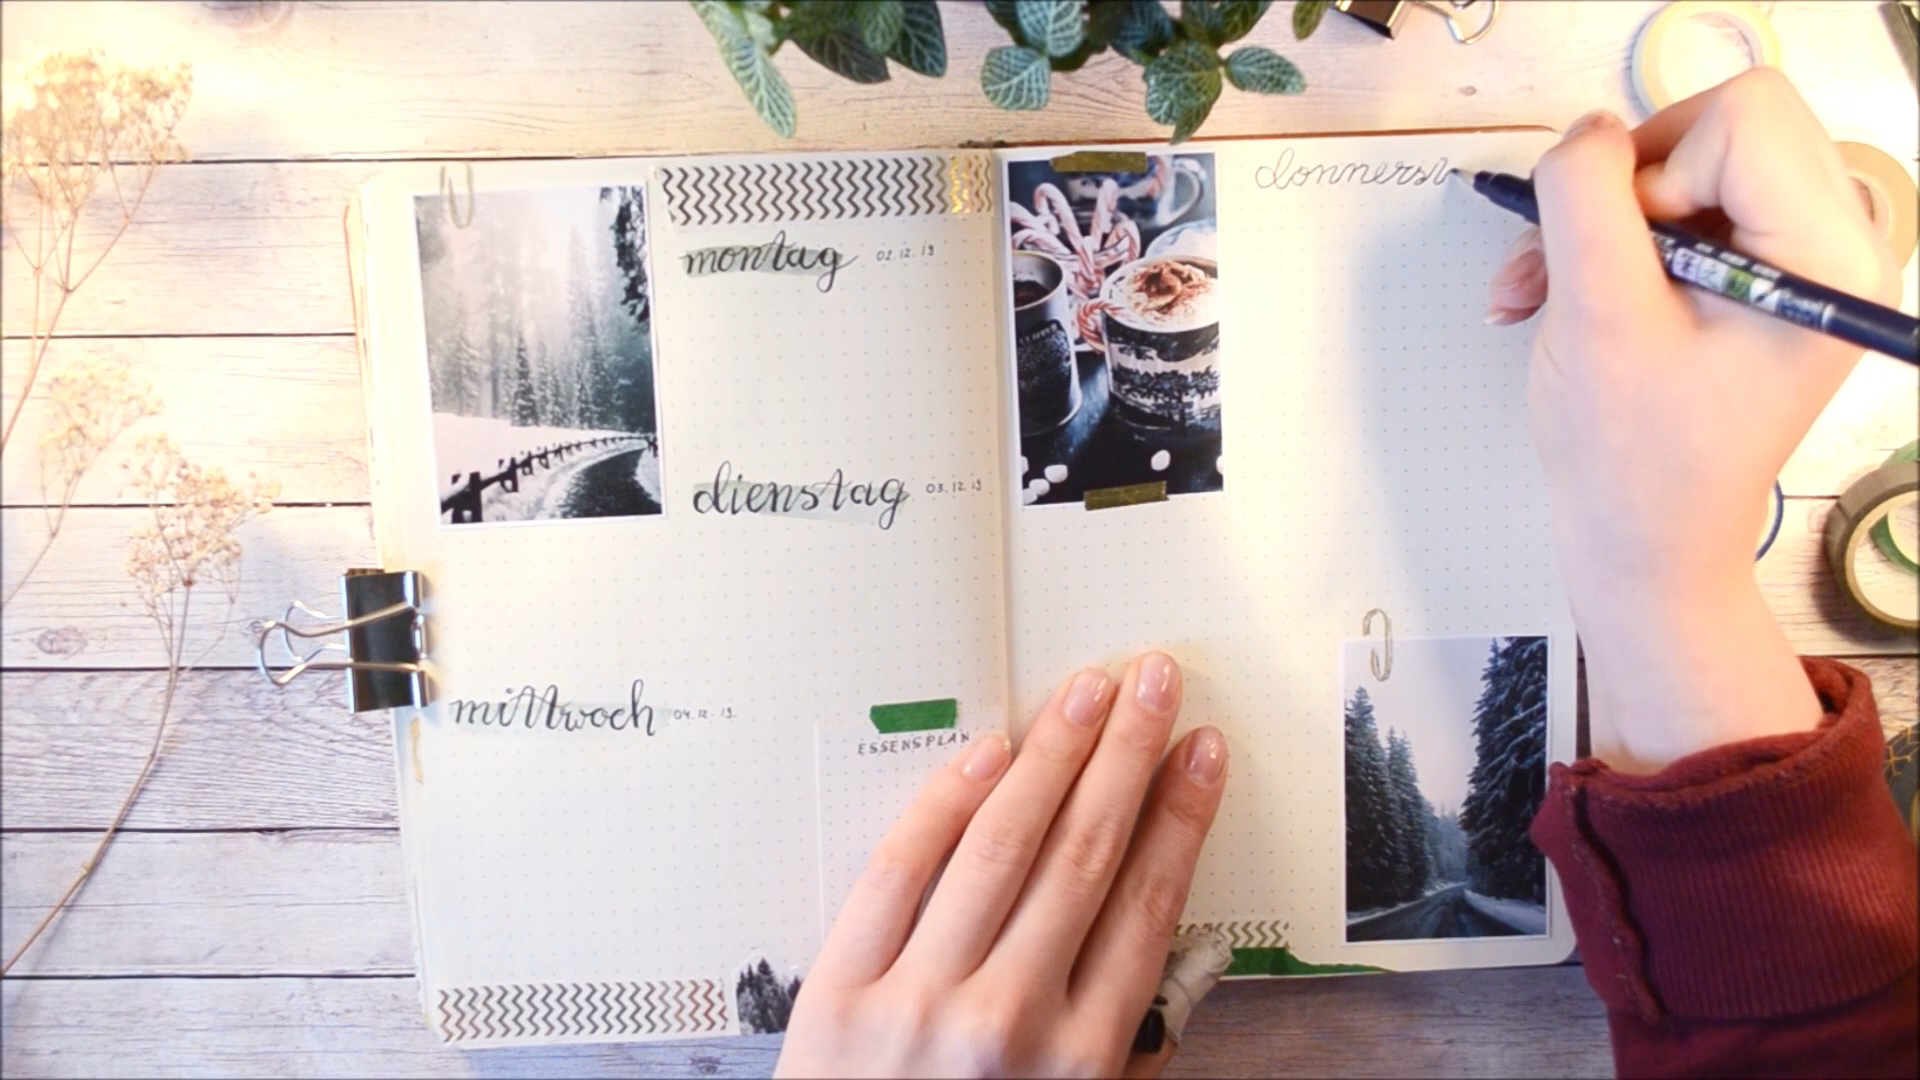 montag 02.12.19
dienstag 03.12.19
mittwoch 04.12.19.
ESSENSPLAN
donnerst